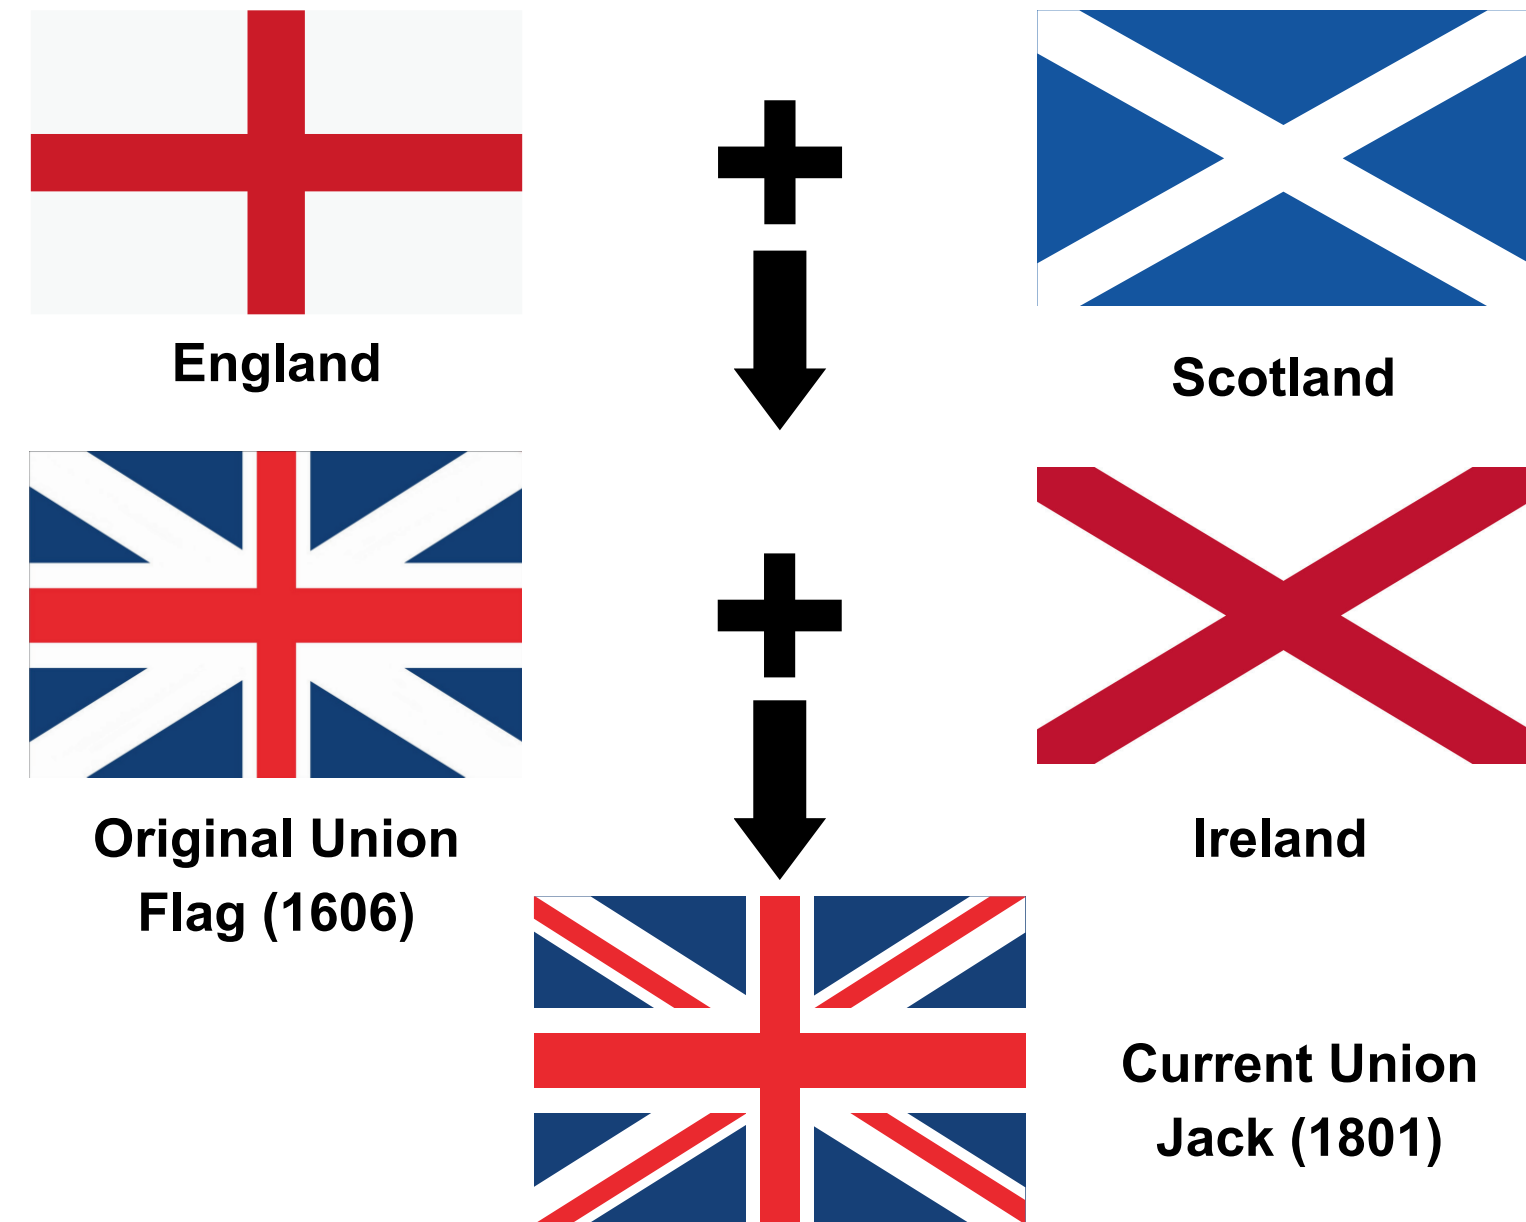 England
Scotland
Original Union
Flag (1606)
Ireland
Current Union
Jack (1801)